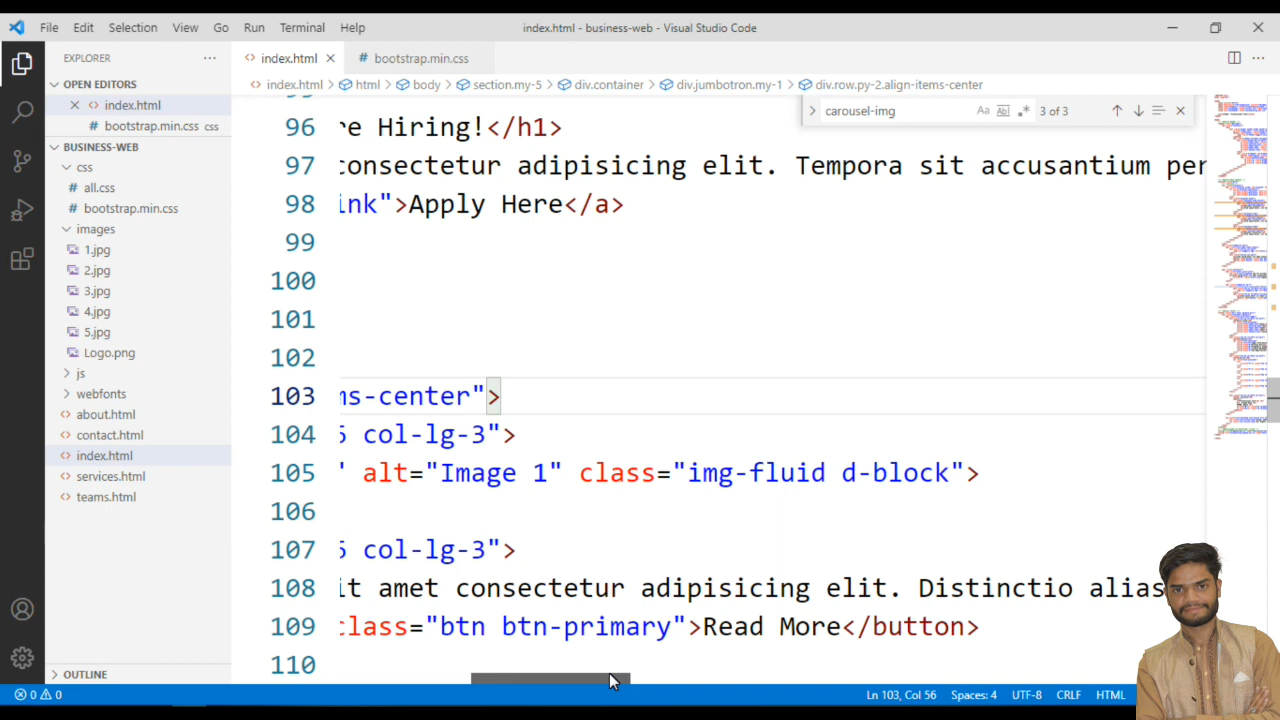 File Edit Selection View Go Run Terminal Help index.html - business-web - Visual Studio Code
EXPLORER
OPEN EDITORS
index.html
bootstrap.min.css css
BUSINESS-WEB
css
all.css
bootstrap.min.css
images
1.jpg
2.jpg
3.jpg
4.jpg
5.jpg
Logo.png
js
webfonts
about.html
contact.html
index.html
services.html
teams.html
OUTLINE
index.html bootstrap.min.css
index.html html body section.my-5 div.container div.jumbotron.my-1 div.row.py-2.align-items-center
carousel-img Aa 3 of 3
96 re Hiring!</h1>
97 consectetur adipisicing elit. Tempora sit accusantium per
98 ink">Apply Here</a>
99
100
101
102
103 ms-center">
104 col-lg-3">
105 " alt="Image 1" class="img-fluid d-block">
106
107 col-lg-3">
108 it amet consectetur adipisicing elit. Distinctio alias
109 class="btn btn-primary">Read More</button>
110
0 0 Ln 103, Col 56 Spaces: 4 UTF-8 CRLF HTML